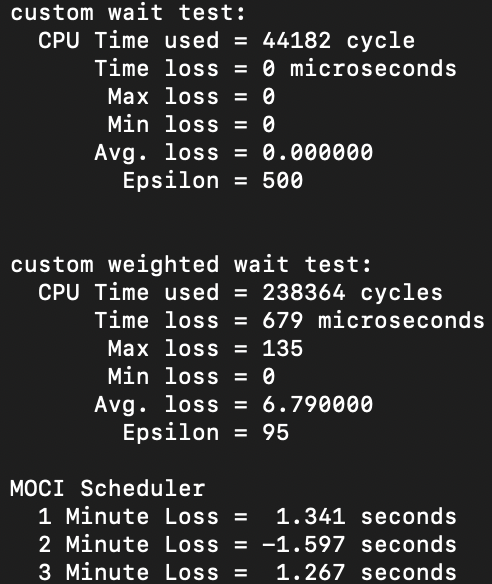 custom wait test:
CPU Time used = 44182 cycle
Time loss = 0 microseconds
Max loss = 0
Min loss = 0
Avg. loss = 0.000000
Epsilon = 500
custom weighted wait test:
CPU Time used = 238364 cycles
Time loss = 679 microseconds
Max loss = 135
Min loss = 0
Avg. loss = 6.790000
Epsilon = 95
MOCI Scheduler
1 Minute Loss =  1.341 seconds
2 Minute Loss = -1.597 seconds
3 Minute Loss =  1.267 seconds